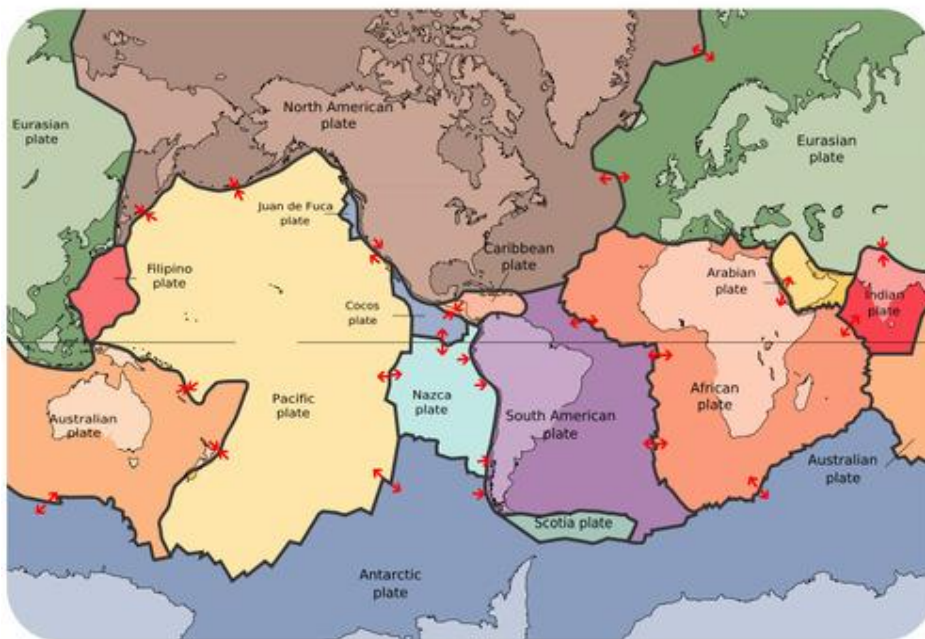 North American
plate
Eurasian
plate
Eurasian
plate
Juan de Fuca
plate
Caribbean
plate
Filipino
plate
Arabian
plate
Indian
plate
Cocos
plate
Pacific
plate
Nazca
plate
South American
plate
African
plate
Australian
plate
Australian
plate
Scotia plate
Antarctic
plate